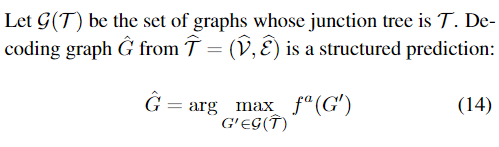 Let 𝒢(𝒯) be the set of graphs whose junction tree is 𝒯. De-
coding graph Ĝ from 𝒯̂ = (𝒱̂, ℰ̂) is a structured prediction:
Ĝ = arg max fᵃ(G′) (14)
G′∈𝒢(𝒯̂)